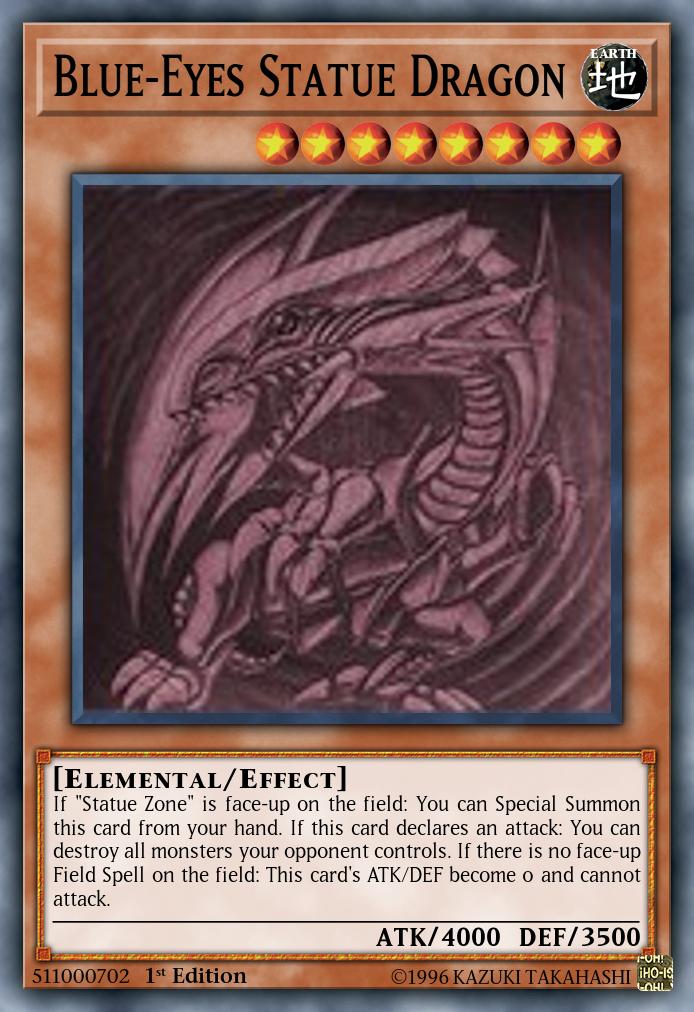 Blue-Eyes Statue Dragon
EARTH
地
[Elemental/Effect]
If "Statue Zone" is face-up on the field: You can Special Summon
this card from your hand. If this card declares an attack: You can
destroy all monsters your opponent controls. If there is no face-up
Field Spell on the field: This card's ATK/DEF become 0 and cannot
attack.
ATK/4000 DEF/3500
511000702 1st Edition ©1996 KAZUKI TAKAHASHI